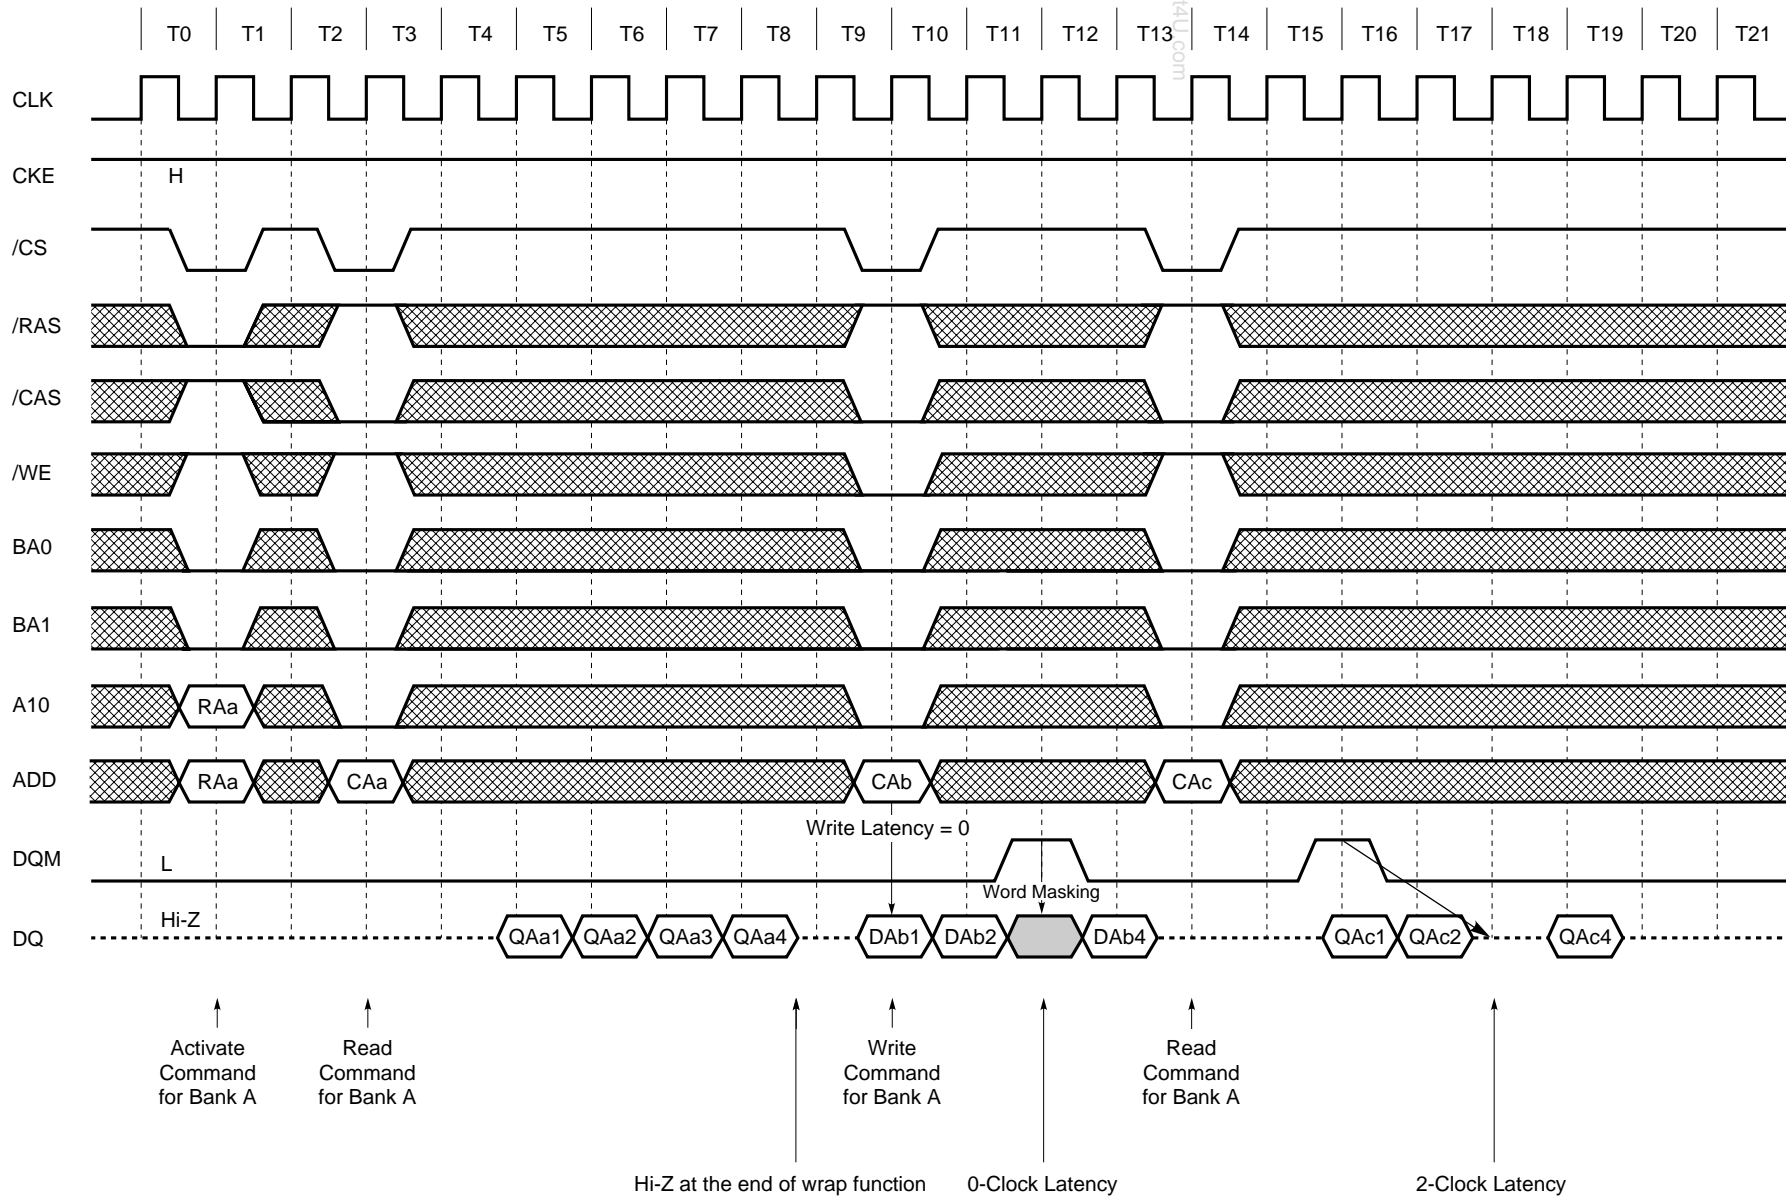 T0 T1 T2 T3 T4 T5 T6 T7 T8 T9 T10 T11 T12 T13 T14 T15 T16 T17 T18 T19 T20 T21
t4U.com
CLK
CKE H
/CS
/RAS
/CAS
/WE
BA0
BA1
A10 RAa
ADD RAa CAa CAb CAc
Write Latency = 0
DQM L
Word Masking
Hi-Z
DQ QAa1 QAa2 QAa3 QAa4 DAb1 DAb2 DAb4 QAc1 QAc2 QAc4
Activate Read Write Read
Command Command Command Command
for Bank A for Bank A for Bank A for Bank A
Hi-Z at the end of wrap function 0-Clock Latency 2-Clock Latency